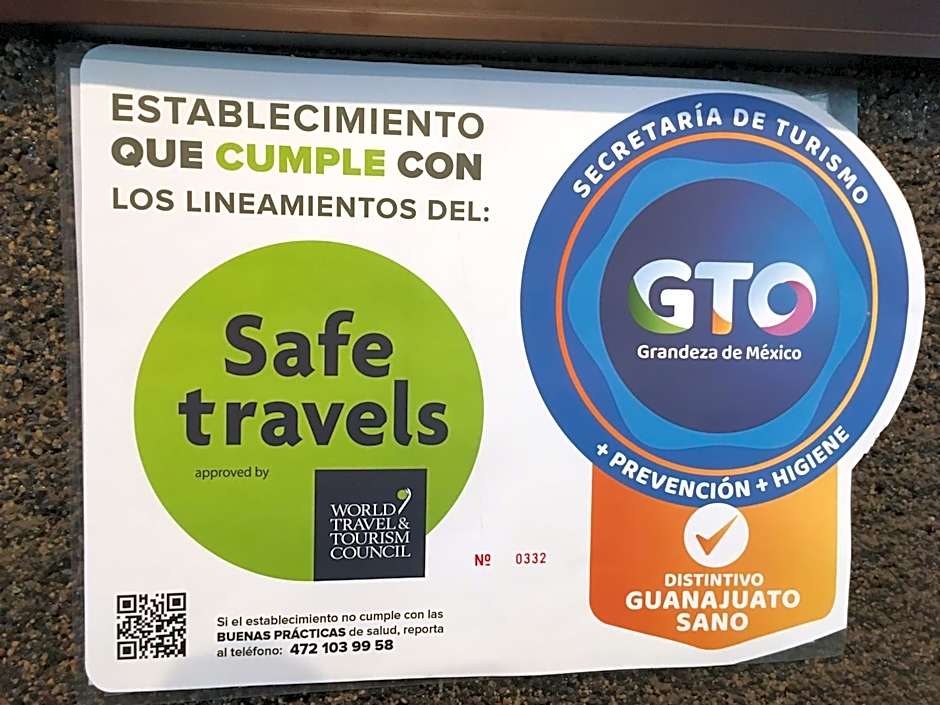 ESTABLECIMIENTO
QUE CUMPLE CON
LOS LINEAMIENTOS DEL:
Safe
travels
approved by
WORLD
TRAVEL &
TOURISM
COUNCIL
SECRETARÍA DE TURISMO
GTO
Grandeza de México
+ PREVENCIÓN + HIGIENE
DISTINTIVO
GUANAJUATO
SANO
Nº 0332
Si el establecimiento no cumple con las
BUENAS PRÁCTICAS de salud, reporta
al teléfono: 472 103 99 58